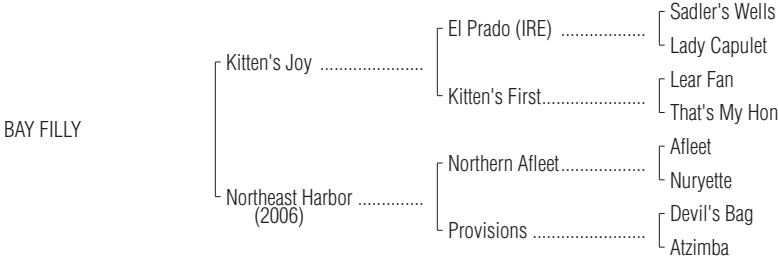 Sadler's Wells
El Prado (IRE) ..................
Lady Capulet
Kitten's Joy ......................
Lear Fan
Kitten's First......................
That's My Hon
BAY FILLY
Afleet
Northern Afleet..................
Nuryette
Northeast Harbor ..............
(2006)
Devil's Bag
Provisions ........................
Atzimba